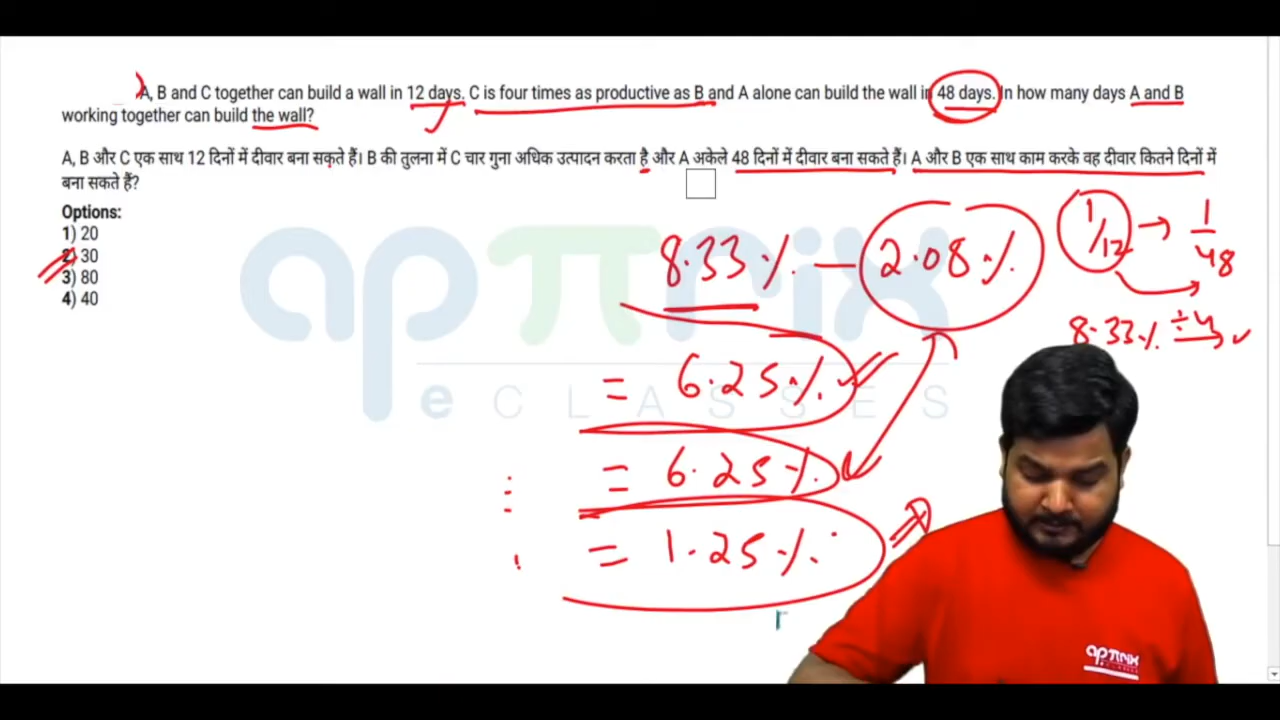 A, B and C together can build a wall in 12 days. C is four times as productive as B and A alone can build the wall in 48 days. In how many days A and B
working together can build the wall?
A, B और C एक साथ 12 दिनों में दीवार बना सकते हैं। B की तुलना में C चार गुना अधिक उत्पादन करता है और A अकेले 48 दिनों में दीवार बना सकते हैं। A और B एक साथ काम करके वह दीवार कितने दिनों में
बना सकते हैं?
Options:
1) 20
2) 30
3) 80
4) 40
8.33% - 2.08%
1/12 → 1/48
8.33% ÷4
= 6.25%
= 6.25%
= 1.25%
apπrix
e CLASSES
apπrix
e CLASSES